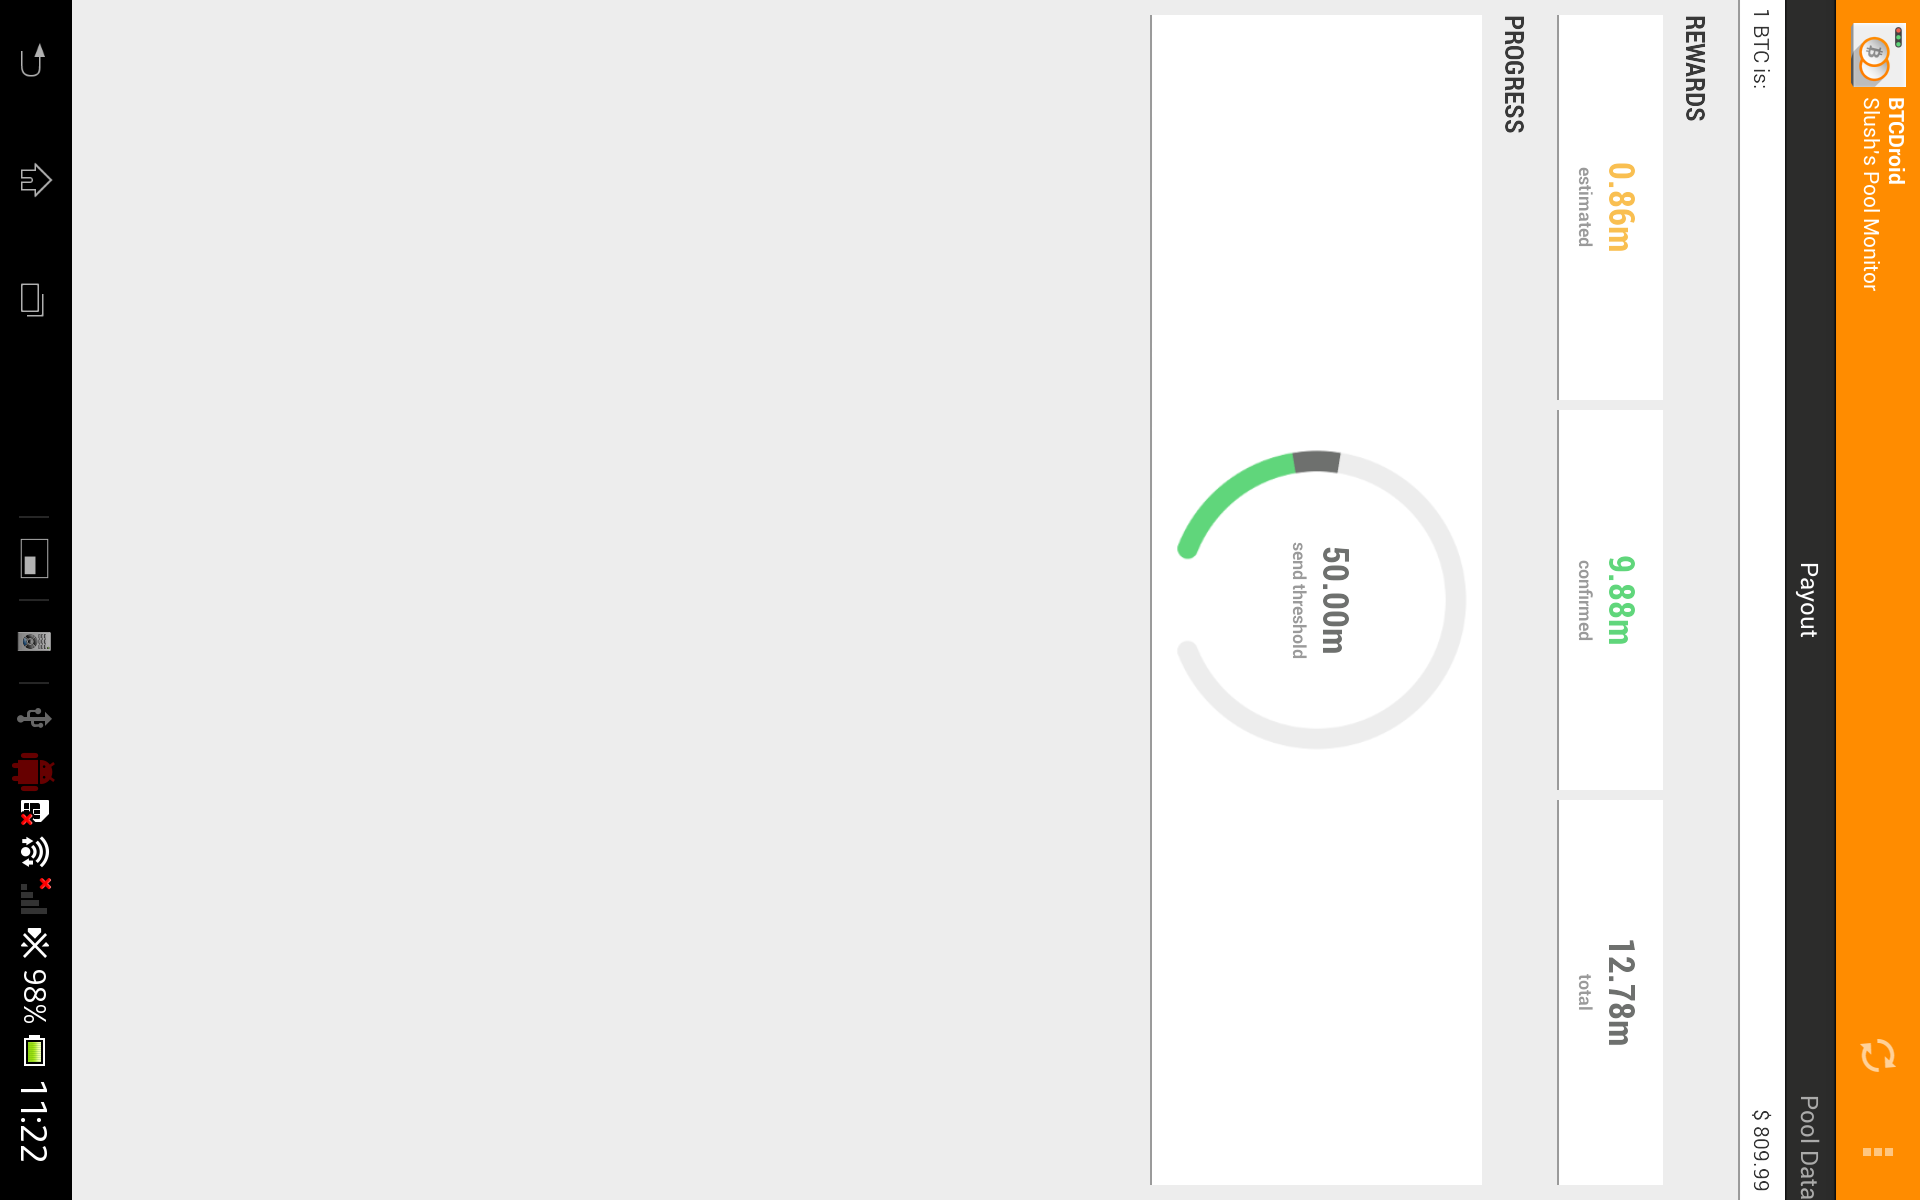 BTCDroid
Slush's Pool Monitor
Payout
Pool Data
1 BTC is:
$ 809.99
REWARDS
0.86m
estimated
9.88m
confirmed
12.78m
total
PROGRESS
50.00m
send threshold
98%
11:22